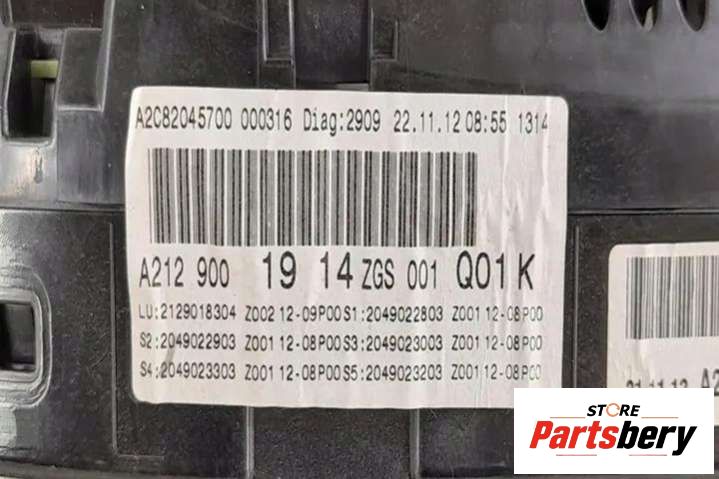 A2C82045700 000316 Diag:2909 22.11.12 08:55 1314
A212 900 19 14 ZGS 001 Q01K
LU:2129018304 Z002 12-09P00 S1:2049022803 Z001 12-08P00
S2:2049022903 Z001 12-08P00 S3:2049023003 Z001 12-08P00
S4:2049023303 Z001 12-08P00 S5:2049023203 Z001 12-08P00
STORE
Partsbery